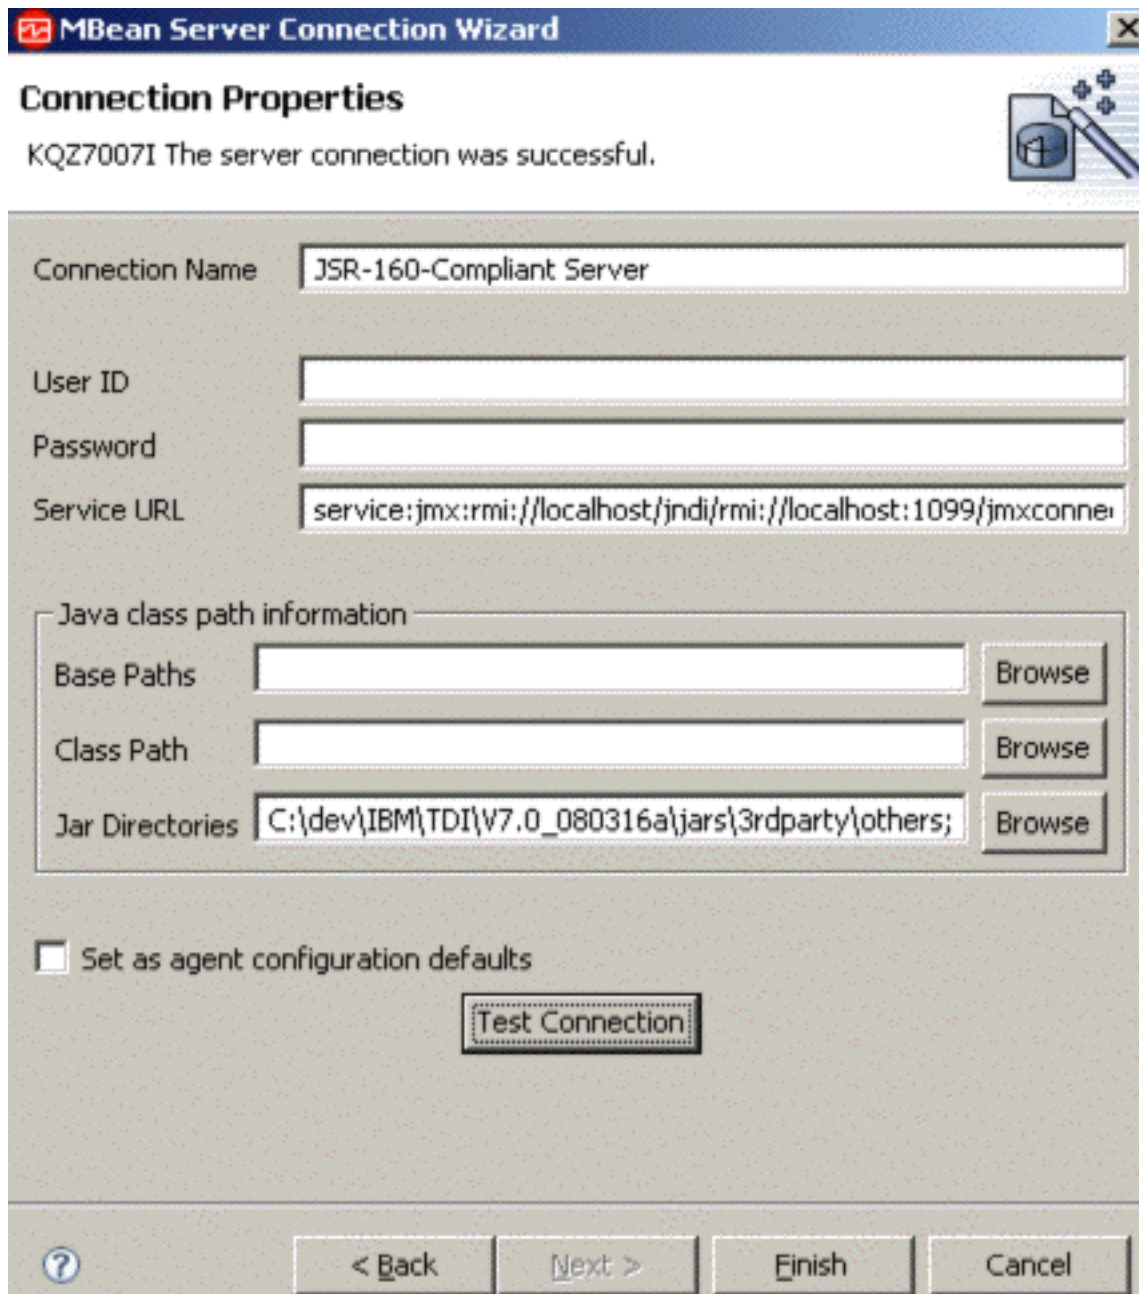 MBean Server Connection Wizard
Connection Properties
KQZ7007I The server connection was successful.
Connection Name JSR-160-Compliant Server
User ID
Password
Service URL service:jmx:rmi://localhost/jndi/rmi://localhost:1099/jmxconne
Java class path information
Base Paths Browse
Class Path Browse
Jar Directories C:\dev\IBM\TDI\V7.0_080316a\jars\3rdparty\others; Browse
Set as agent configuration defaults
Test Connection
? < Back Next > Finish Cancel